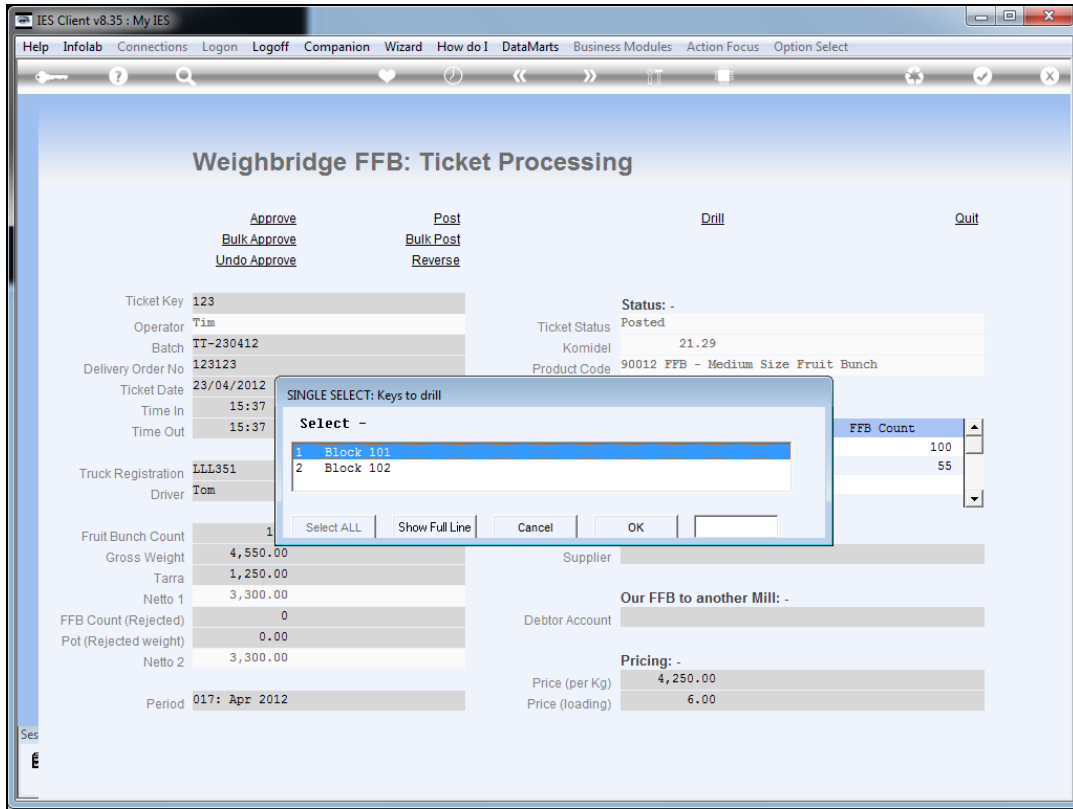 IES Client v8.35 : My IES
Help Infolab Connections Logon Logoff Companion Wizard How do I DataMarts Business Modules Action Focus Option Select
Weighbridge FFB: Ticket Processing
Approve Post Drill Quit
Bulk Approve Bulk Post
Undo Approve Reverse
Ticket Key 123 Status: -
Operator Tim Ticket Status Posted
Batch TT-230412 Komidel 21.29
Delivery Order No 123123 Product Code 90012 FFB - Medium Size Fruit Bunch
Ticket Date 23/04/2012
Time In 15:37
Time Out 15:37 FFB Count
100
55
SINGLE SELECT: Keys to drill
Select -
1 Block 101
2 Block 102
Select ALL Show Full Line Cancel OK
Truck Registration LLL351
Driver Tom
Fruit Bunch Count 1
Gross Weight 4,550.00 Supplier
Tarra 1,250.00
Netto 1 3,300.00 Our FFB to another Mill: -
FFB Count (Rejected) 0 Debtor Account
Pot (Rejected weight) 0.00
Netto 2 3,300.00 Pricing: -
Price (per Kg) 4,250.00
Period 017: Apr 2012 Price (loading) 6.00
Ses